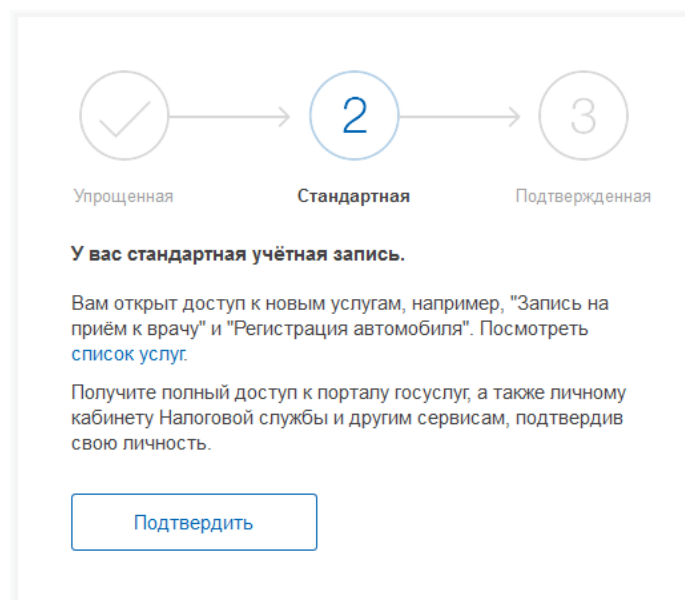 2
3
Упрощенная
Стандартная
Подтвержденная
У вас стандартная учётная запись.
Вам открыт доступ к новым услугам, например, "Запись на
приём к врачу" и "Регистрация автомобиля". Посмотреть
список услуг.
Получите полный доступ к порталу госуслуг, а также личному
кабинету Налоговой службы и другим сервисам, подтвердив
свою личность.
Подтвердить